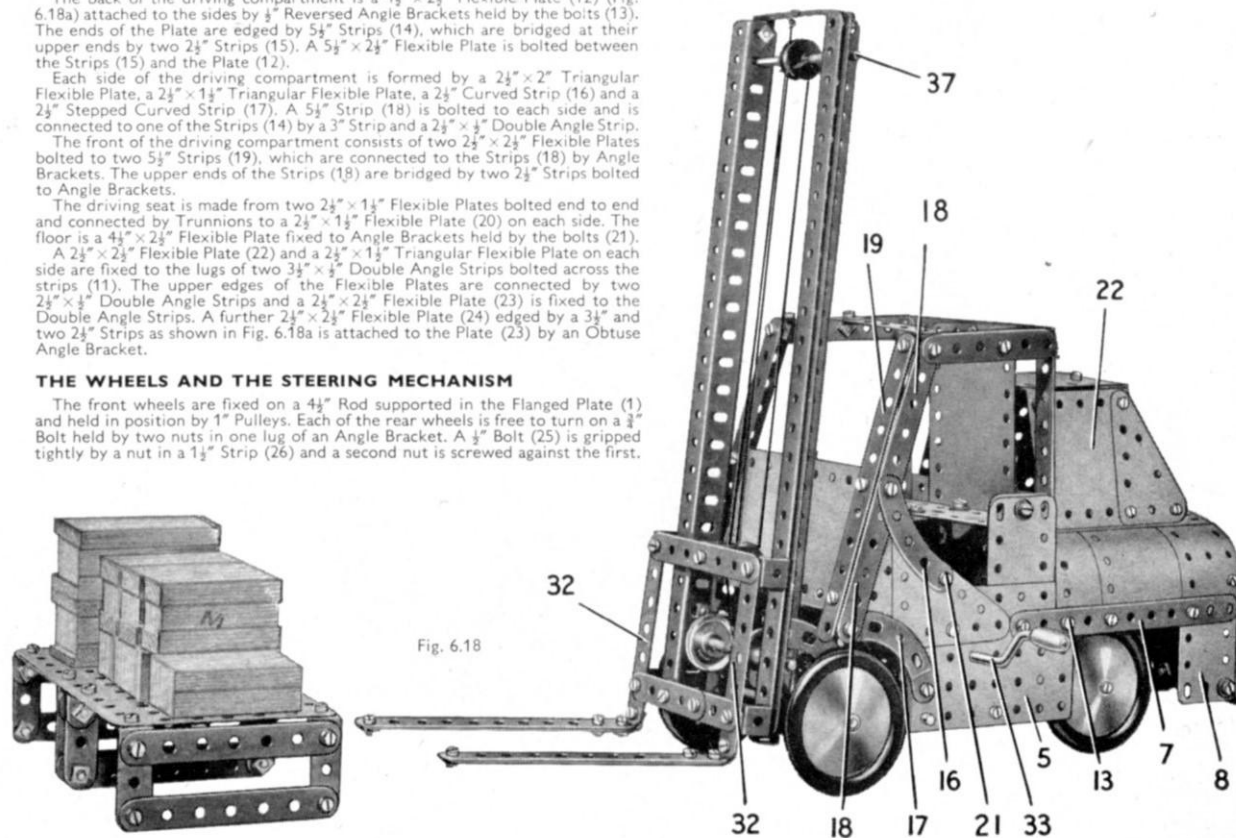 The back of the driving compartment is a 4½″ × 2½″ Flexible Plate (12) (Fig.
6.18a) attached to the sides by ½″ Reversed Angle Brackets held by the bolts (13).
The ends of the Plate are edged by 5½″ Strips (14), which are bridged at their
upper ends by two 2½″ Strips (15). A 5½″ × 2½″ Flexible Plate is bolted between
the Strips (15) and the Plate (12).
Each side of the driving compartment is formed by a 2½″ × 2″ Triangular
Flexible Plate, a 2½″ × 1½″ Triangular Flexible Plate, a 2½″ Curved Strip (16) and a
2½″ Stepped Curved Strip (17). A 5½″ Strip (18) is bolted to each side and is
connected to one of the Strips (14) by a 3″ Strip and a 2½″ × ½″ Double Angle Strip.
The front of the driving compartment consists of two 2½″ × 2½″ Flexible Plates
bolted to two 5½″ Strips (19), which are connected to the Strips (18) by Angle
Brackets. The upper ends of the Strips (18) are bridged by two 2½″ Strips bolted
to Angle Brackets.
The driving seat is made from two 2½″ × 1½″ Flexible Plates bolted end to end
and connected by Trunnions to a 2½″ × 1½″ Flexible Plate (20) on each side. The
floor is a 4½″ × 2½″ Flexible Plate fixed to Angle Brackets held by the bolts (21).
A 2½″ × 2½″ Flexible Plate (22) and a 2½″ × 1½″ Triangular Flexible Plate on each
side are fixed to the lugs of two 3½″ × ½″ Double Angle Strips bolted across the
strips (11). The upper edges of the Flexible Plates are connected by two
2½″ × ½″ Double Angle Strips and a 2½″ × 2½″ Flexible Plate (23) is fixed to the
Double Angle Strips. A further 2½″ × 2½″ Flexible Plate (24) edged by a 3½″ and
two 2½″ Strips as shown in Fig. 6.18a is attached to the Plate (23) by an Obtuse
Angle Bracket.
THE WHEELS AND THE STEERING MECHANISM
The front wheels are fixed on a 4½″ Rod supported in the Flanged Plate (1)
and held in position by 1″ Pulleys. Each of the rear wheels is free to turn on a ¾″
Bolt held by two nuts in one lug of an Angle Bracket. A ½″ Bolt (25) is gripped
tightly by a nut in a 1½″ Strip (26) and a second nut is screwed against the first.
37
18
19
22
32
Fig. 6.18
M
32
18
17
16
21
33
5
13
7
8